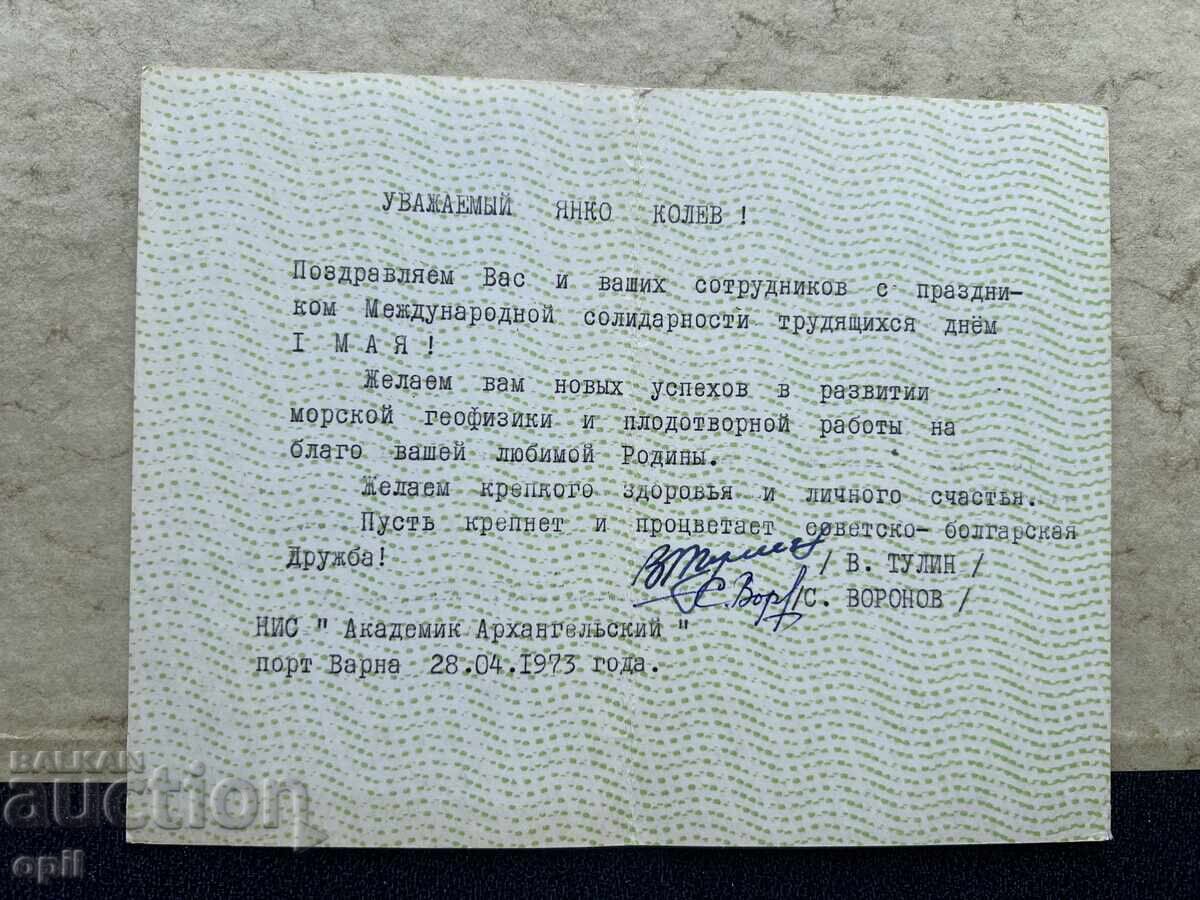 УВАЖАЕМЫЙ ЯНКО КОЛЕВ!
Поздравляем Вас и ваших сотрудников с праздни-
ком Международной солидарности трудящихся днём
I МАЯ!
Желаем вам новых успехов в развитии
морской геофизики и плодотворной работы на
благо вашей любимой Родины.
Желаем крепкого здоровья и личного счастья.
Пусть крепнет и процветает советско-болгарская
Дружба!
/ В. ТУЛИН /
С. Вор /С. ВОРОНОВ /
НИС " Академик Архангельский "
порт Варна 28.04.1973 года.
BALKAN
auction
opil